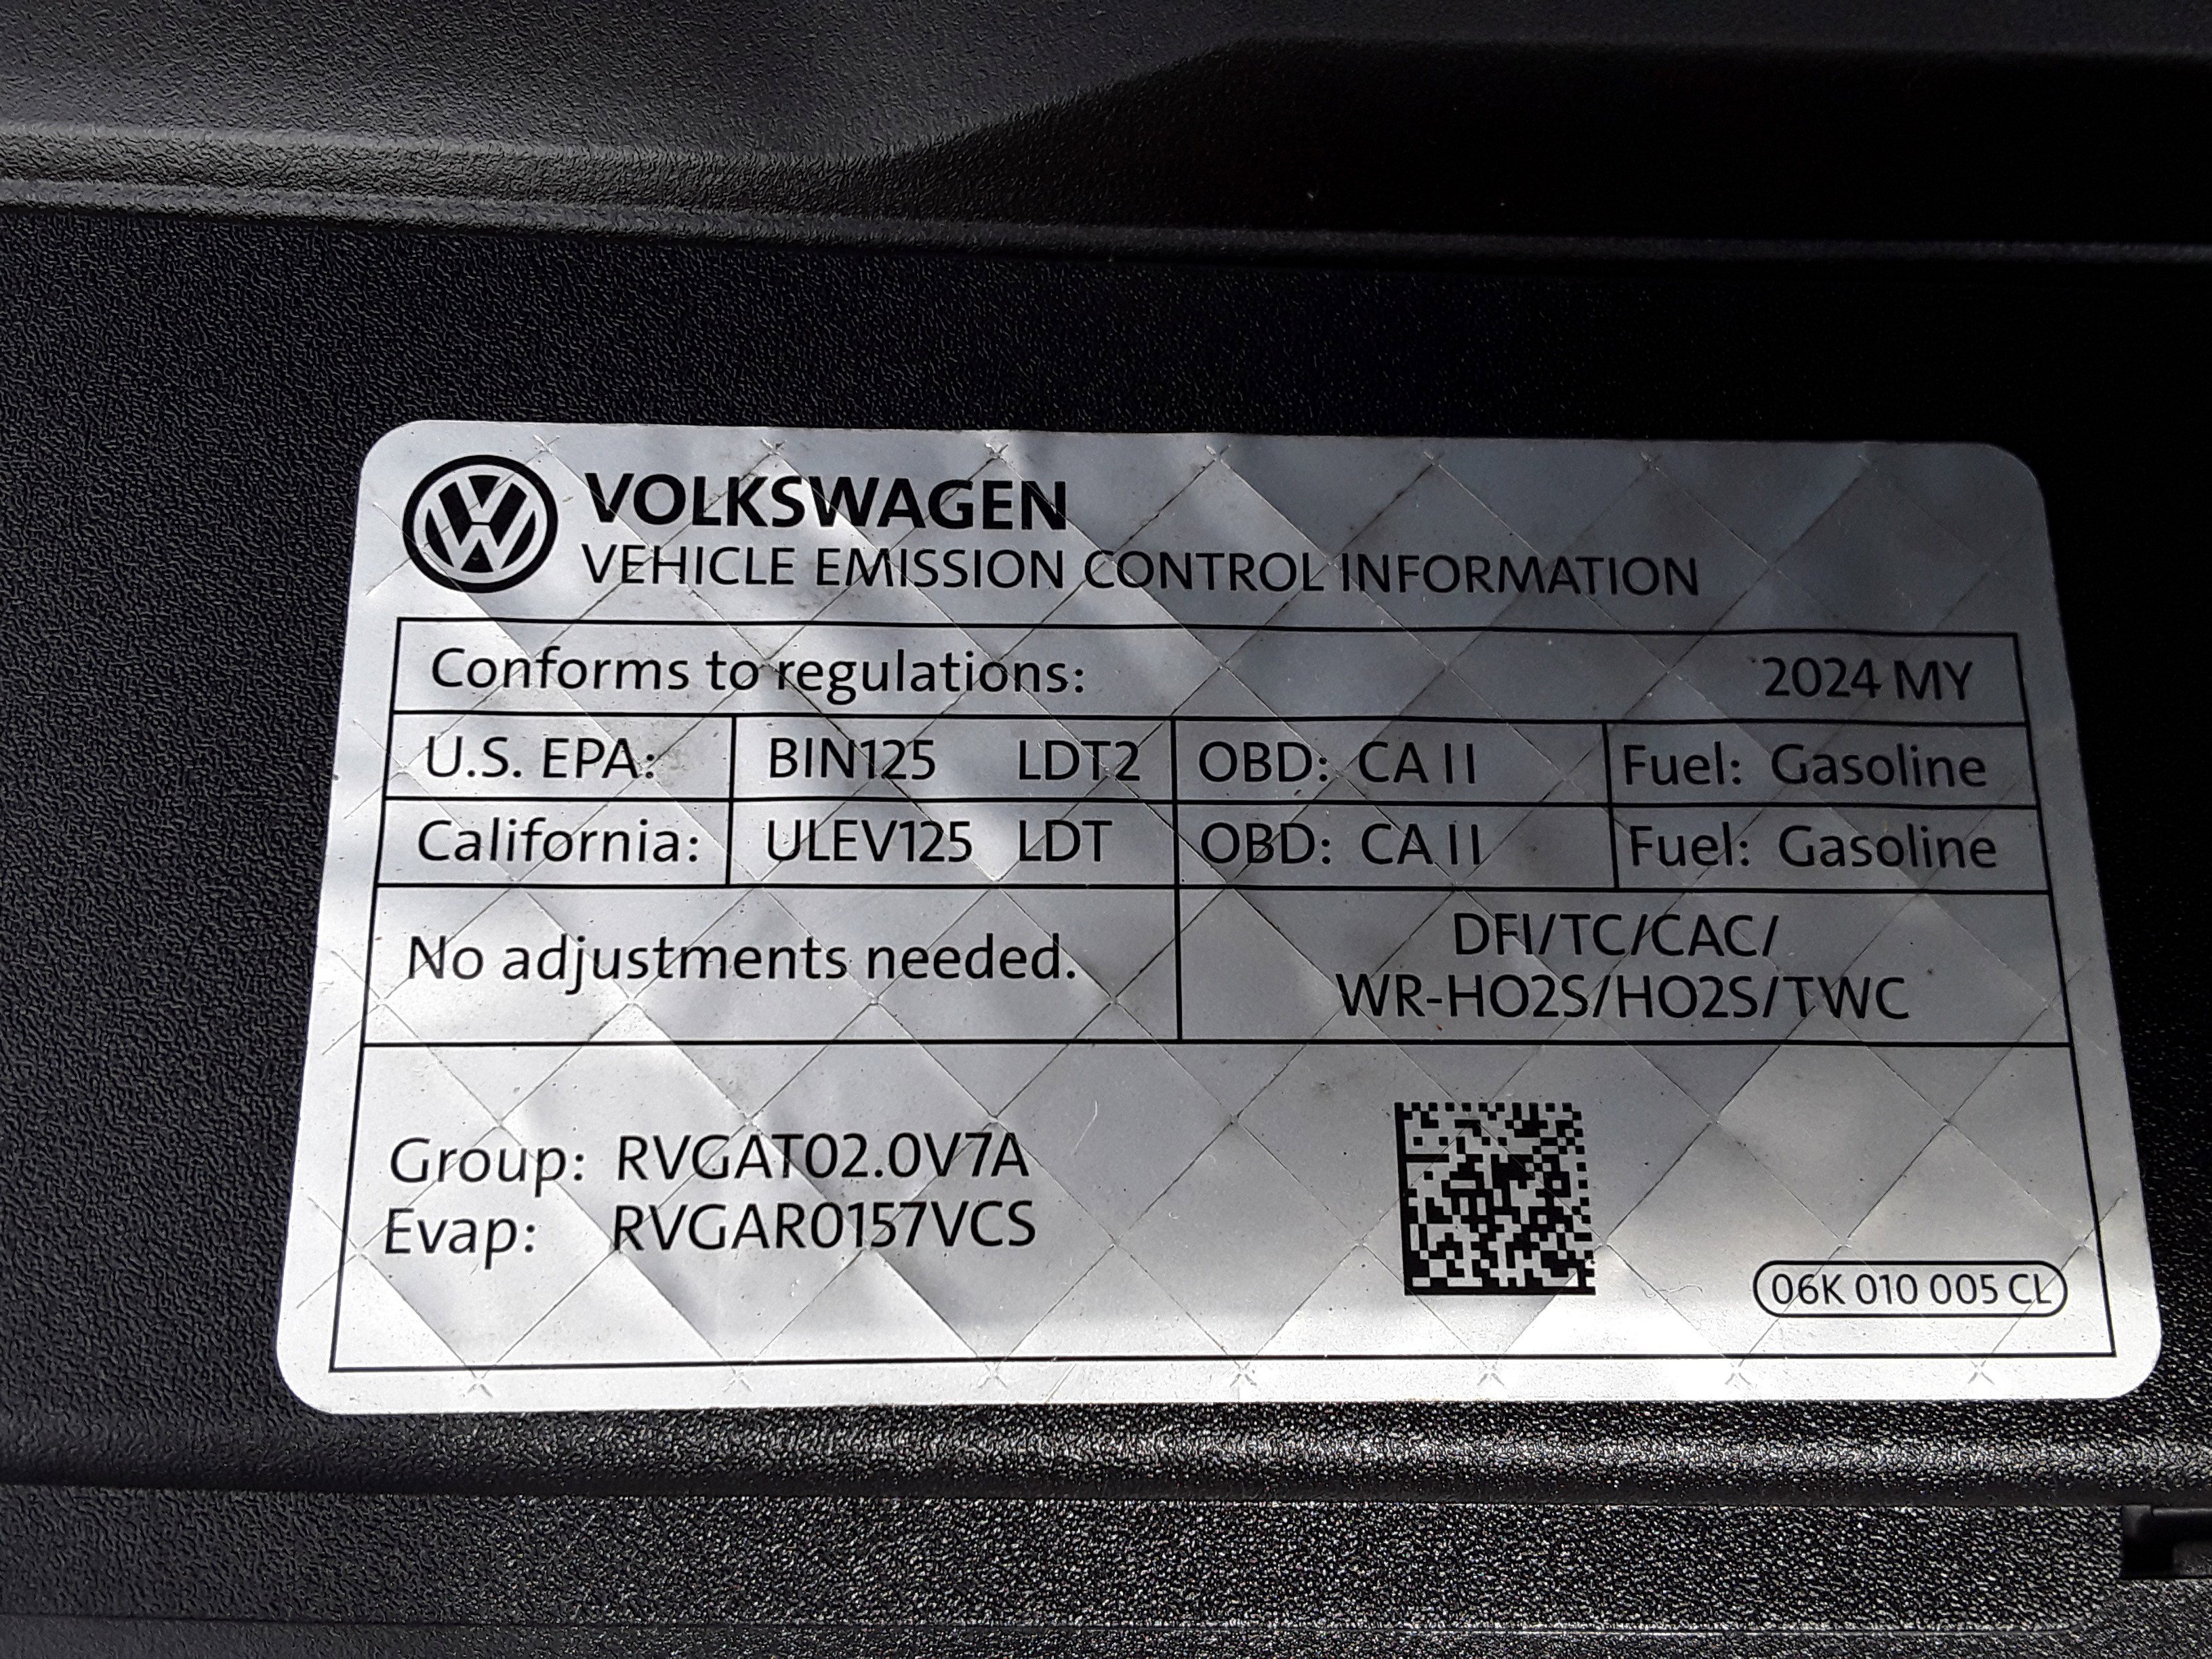 VOLKSWAGEN
VEHICLE EMISSION CONTROL INFORMATION
Conforms to regulations: 2024 MY
U.S. EPA: BIN125 LDT2 OBD: CA II Fuel: Gasoline
California: ULEV125 LDT OBD: CA II Fuel: Gasoline
No adjustments needed.
DFI/TC/CAC/
WR-HO2S/HO2S/TWC
Group: RVGAT02.0V7A
Evap: RVGAR0157VCS
06K 010 005 CL